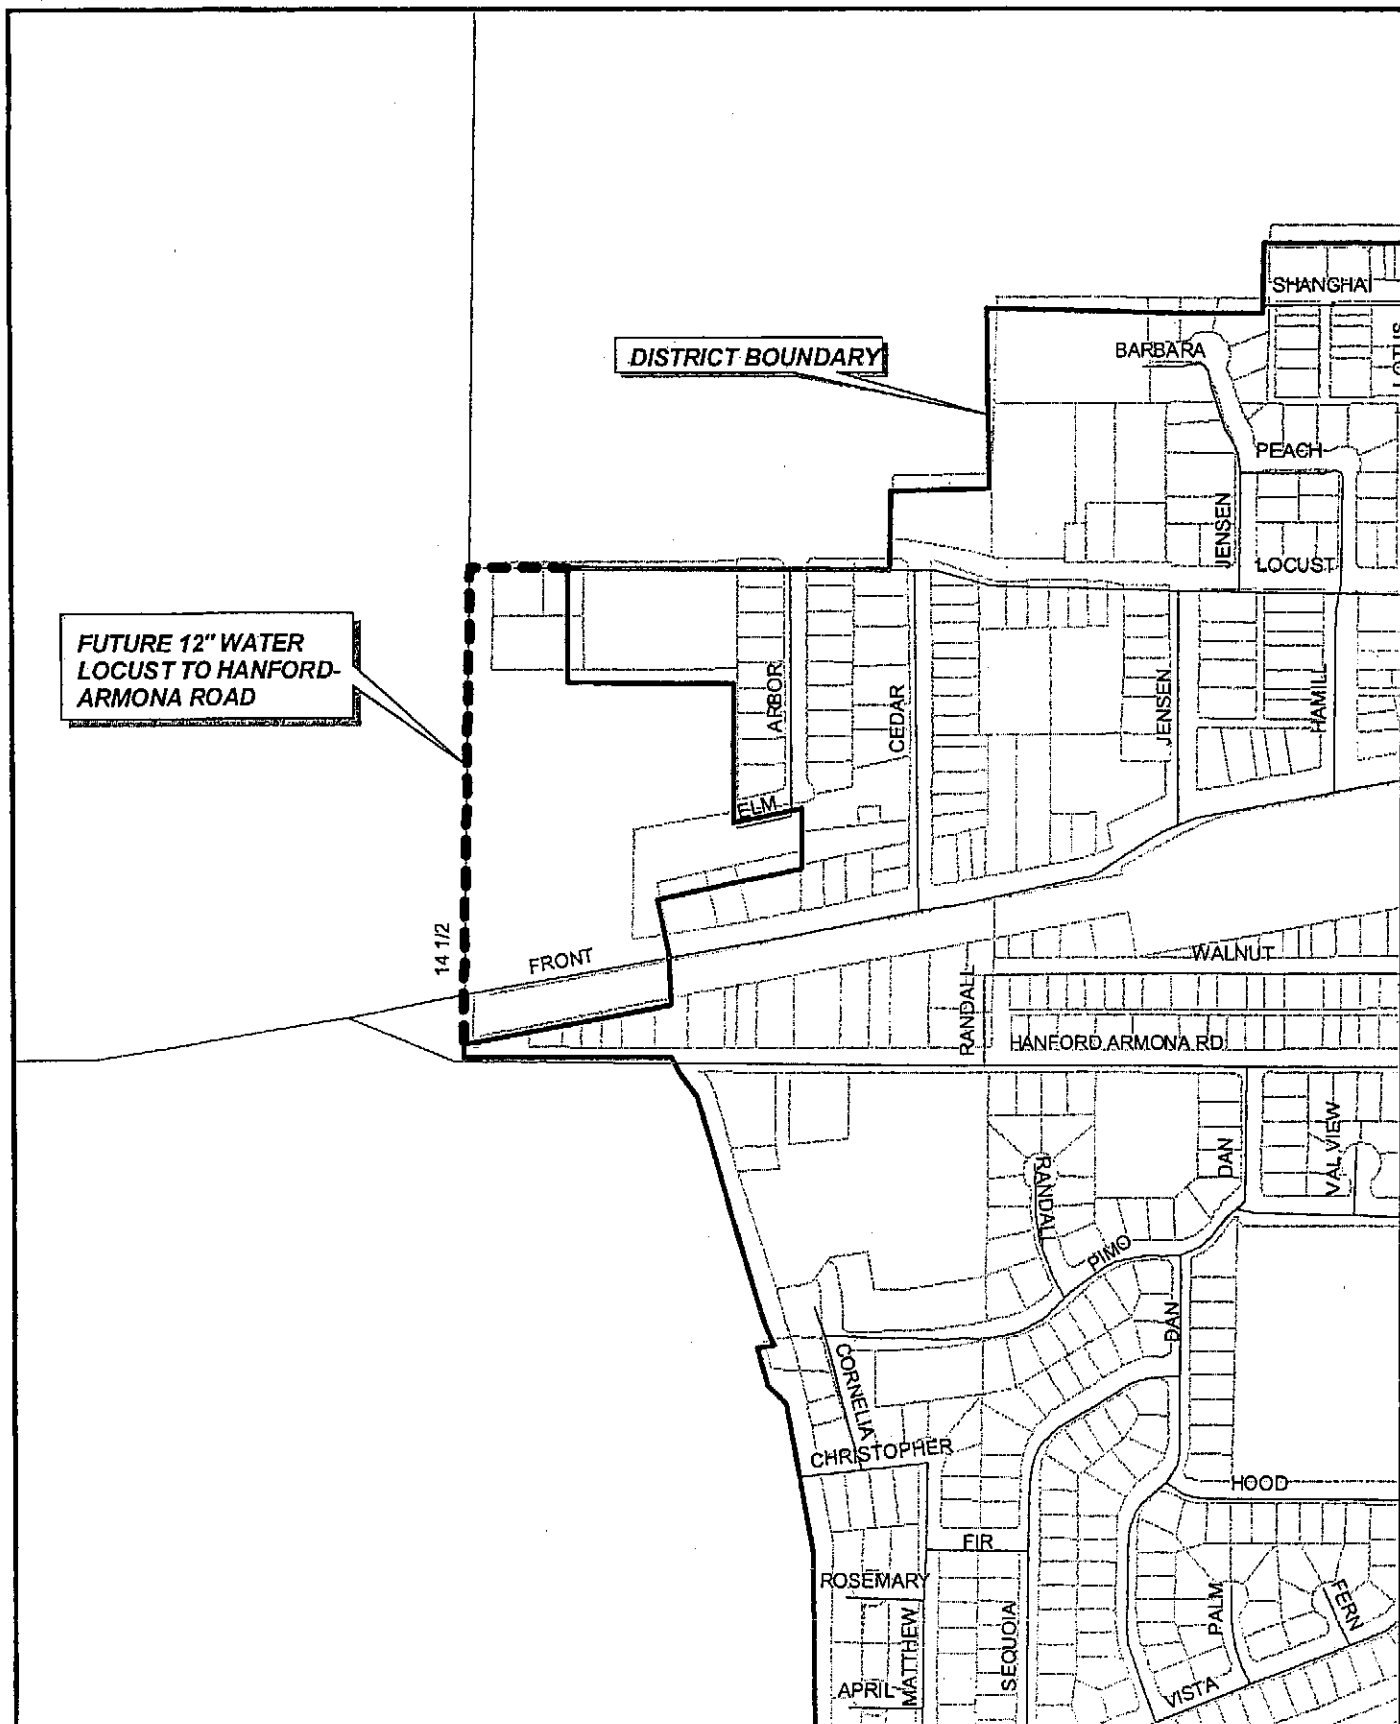 SHANGHAI
LOTUS
BARBARA
DISTRICT BOUNDARY
PEACH
JENSEN
LOCUST
FUTURE 12" WATER
LOCUST TO HANFORD-
ARMONA ROAD
ARBOR
CEDAR
JENSEN
HAMILL
ELM
14 1/2
FRONT
WALNUT
RANDALL
HANFORD ARMONA RD
DAN
VAL VIEW
RANDALL
PIMO
DAN
CORNELIA
CHRISTOPHER
HOOD
FIR
ROSEMARY
MATTHEW
SEQUOIA
PALM
FERN
APRIL
VISTA